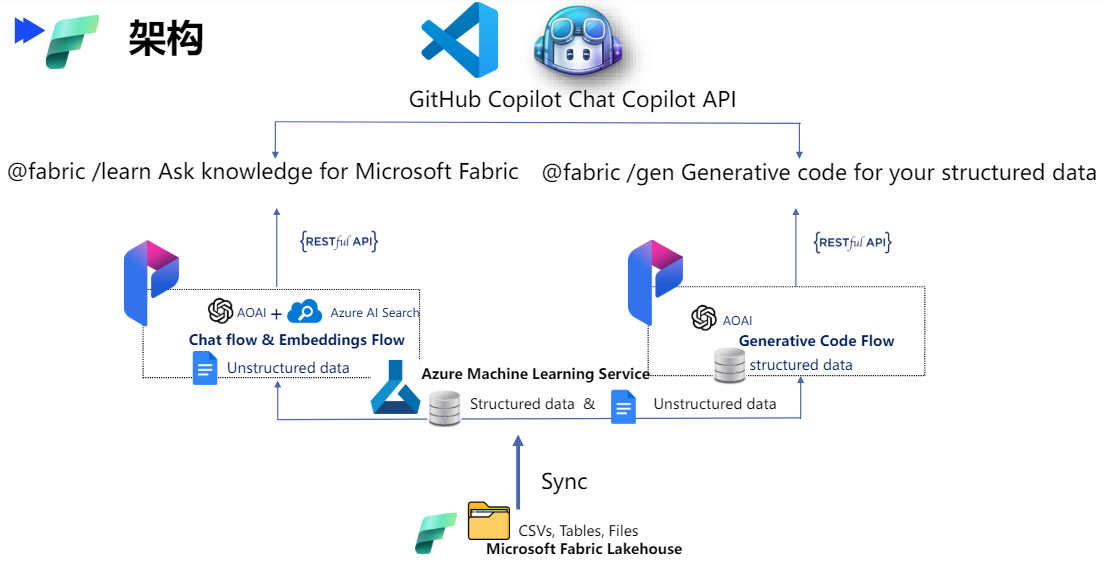 架构
GitHub Copilot Chat Copilot API
@fabric /learn Ask knowledge for Microsoft Fabric
@fabric /gen Generative code for your structured data
{RESTful API}
{RESTful API}
AOAI + Azure AI Search
Chat flow & Embeddings Flow
Unstructured data
AOAI
Generative Code Flow
structured data
Azure Machine Learning Service
Structured data & Unstructured data
Sync
CSVs, Tables, Files
Microsoft Fabric Lakehouse